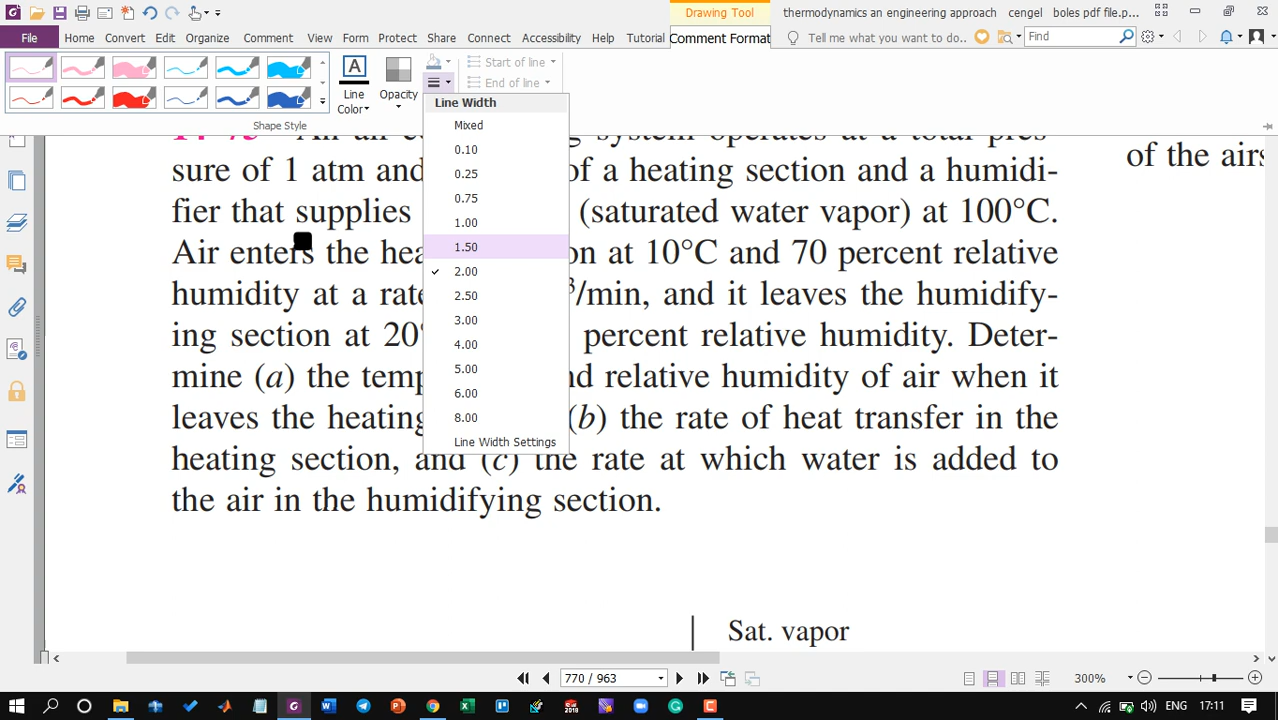 Drawing Tool
thermodynamics an engineering approach cengel boles pdf file.p...
File Home Convert Edit Organize Comment View Form Protect Share Connect Accessibility Help Tutorial Comment Format Tell me what you want to do.. Find
Line Color
Opacity
Start of line
End of line
Shape Style
Line Width
Mixed
0.10
0.25
0.75
1.00
1.50
2.00
2.50
3.00
4.00
5.00
6.00
8.00
Line Width Settings
system operates at a total pres-
sure of 1 atm and of a heating section and a humidi-
fier that supplies (saturated water vapor) at 100°C.
Air enters the hea on at 10°C and 70 percent relative
humidity at a rate 3/min, and it leaves the humidify-
ing section at 20° percent relative humidity. Deter-
mine (a) the temp nd relative humidity of air when it
leaves the heating (b) the rate of heat transfer in the
heating section, and (c) the rate at which water is added to
the air in the humidifying section.
of the airs
Sat. vapor
770 / 963
300%
ENG 17:11